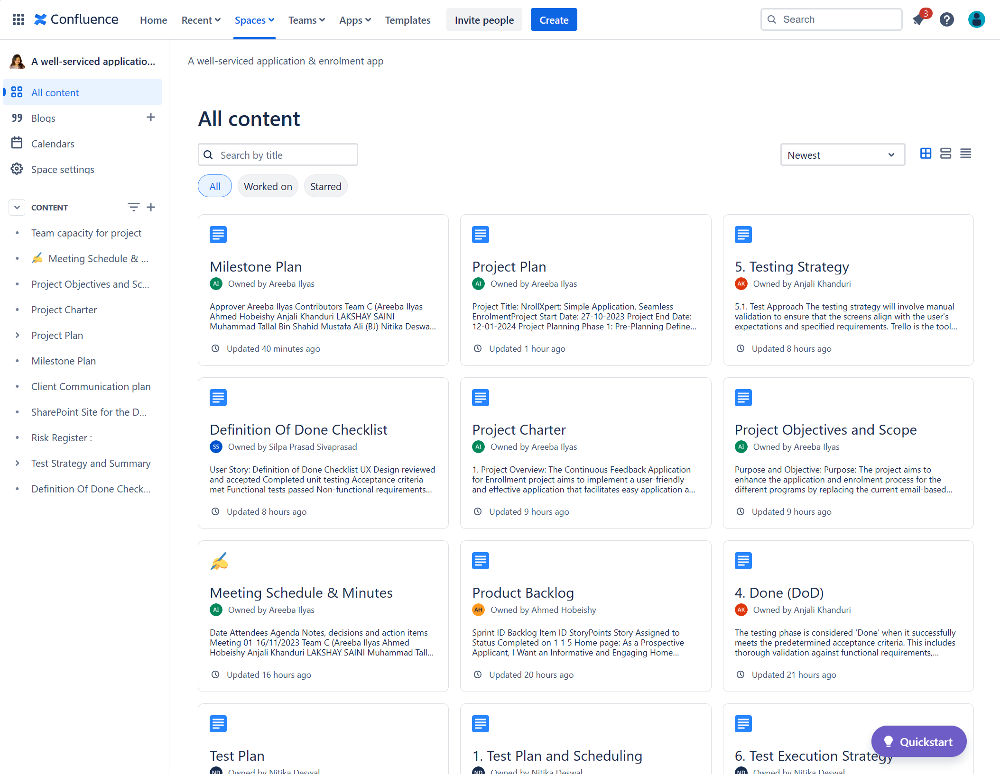 Confluence
Home
Recent
Spaces
Teams
Apps
Templates
Invite people
Create
Search
3
A well-serviced applicatio...
All content
Blogs
Calendars
Space settings
CONTENT
Team capacity for project
Meeting Schedule & ...
Project Objectives and Sc...
Project Charter
Project Plan
Milestone Plan
Client Communication plan
SharePoint Site for the D...
Risk Register :
Test Strategy and Summary
Definition Of Done Check...
A well-serviced application & enrolment app
All content
Search by title
Newest
All
Worked on
Starred
Milestone Plan
AI Owned by Areeba Ilyas
Approver Areeba Ilyas Contributors Team C (Areeba Ilyas
Ahmed Hobeishy Anjali Khanduri LAKSHAY SAINI
Muhammad Tallal Bin Shahid Mustafa Ali (BJ) Nitika Deswa...
Updated 40 minutes ago
Project Plan
AI Owned by Areeba Ilyas
Project Title: NrollXpert: Simple Application, Seamless
EnrolmentProject Start Date: 27-10-2023 Project End Date:
12-01-2024 Project Planning Phase 1: Pre-Planning Define...
Updated 1 hour ago
5. Testing Strategy
AK Owned by Anjali Khanduri
5.1. Test Approach The testing strategy will involve manual
validation to ensure that the screens align with the user's
expectations and specified requirements. Trello is the tool...
Updated 8 hours ago
Definition Of Done Checklist
SS Owned by Silpa Prasad Sivaprasad
User Story: Definition of Done Checklist UX Design reviewed
and accepted Completed unit testing Acceptance criteria
met Functional tests passed Non-functional requirements...
Updated 8 hours ago
Project Charter
AI Owned by Areeba Ilyas
1. Project Overview: The Continuous Feedback Application
for Enrollment project aims to implement a user-friendly
and effective application that facilitates easy application a...
Updated 9 hours ago
Project Objectives and Scope
AI Owned by Areeba Ilyas
Purpose and Objective: Purpose: The project aims to
enhance the application and enrolment process for the
different programs by replacing the current email-based...
Updated 9 hours ago
Meeting Schedule & Minutes
AI Owned by Areeba Ilyas
Date Attendees Agenda Notes, decisions and action items
Meeting 01-16/11/2023 Team C (Areeba Ilyas Ahmed
Hobeishy Anjali Khanduri LAKSHAY SAINI Muhammad Tall...
Updated 16 hours ago
Product Backlog
AH Owned by Ahmed Hobeishy
Sprint ID Backlog Item ID StoryPoints Story Assigned to
Status Completed on 1 1 5 Home page: As a Prospective
Applicant, I Want an Informative and Engaging Home...
Updated 20 hours ago
4. Done (DoD)
AK Owned by Anjali Khanduri
The testing phase is considered 'Done' when it successfully
meets the predetermined acceptance criteria. This includes
thorough validation against functional requirements,...
Updated 21 hours ago
Test Plan
ND Owned by Nitika Deswal
1. Test Plan and Scheduling
ND Owned by Nitika Deswal
6. Test Execution Strategy
ND Owned by Nitika Deswal
Quickstart